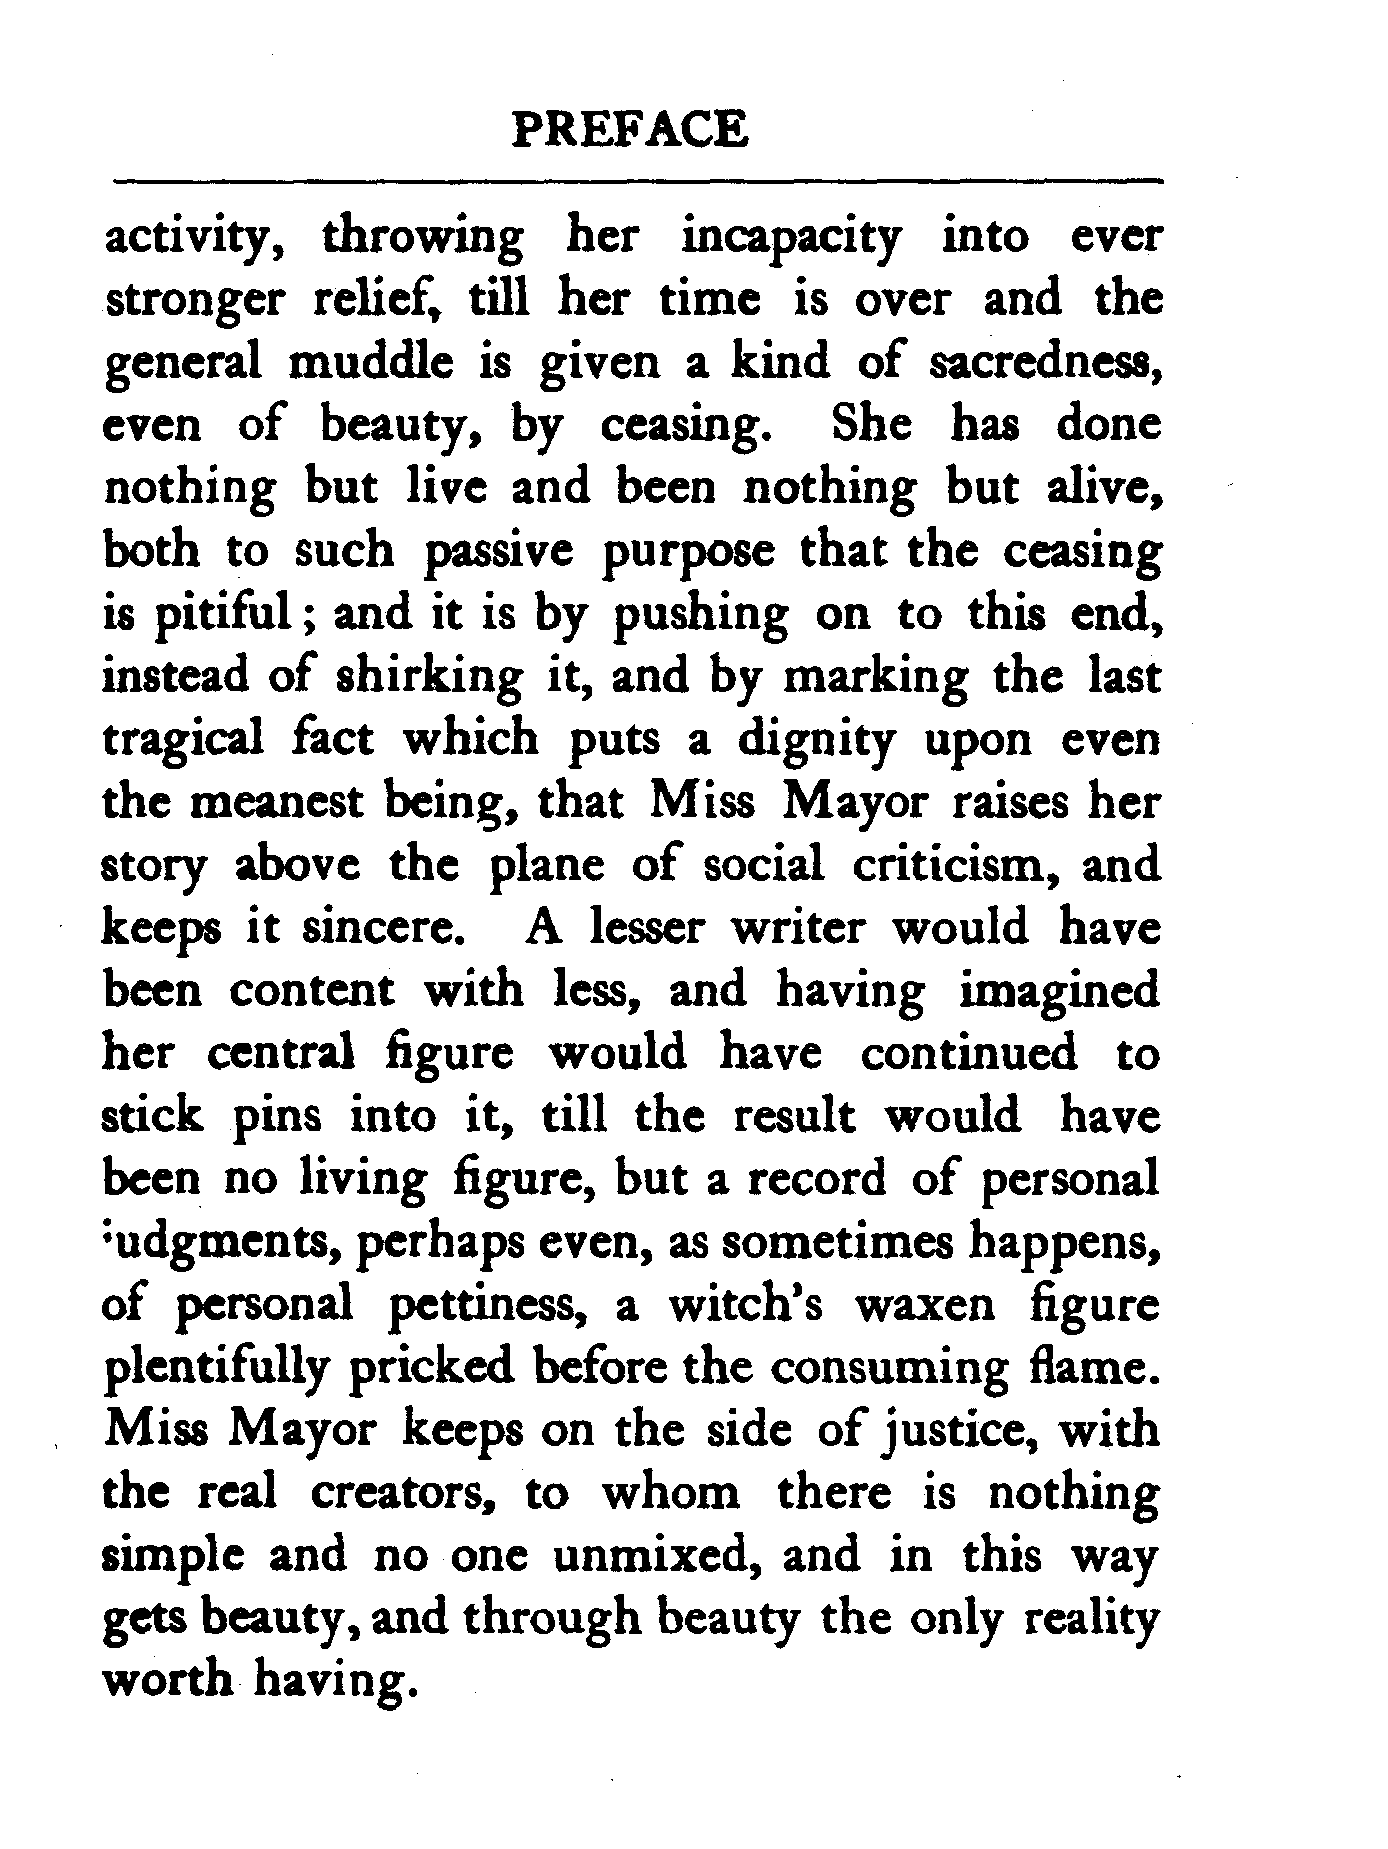 PREFACE
activity, throwing her incapacity into ever
stronger relief, till her time is over and the
general muddle is given a kind of sacredness,
even of beauty, by ceasing. She has done
nothing but live and been nothing but alive,
both to such passive purpose that the ceasing
is pitiful ; and it is by pushing on to this end,
instead of shirking it, and by marking the last
tragical fact which puts a dignity upon even
the meanest being, that Miss Mayor raises her
story above the plane of social criticism, and
keeps it sincere. A lesser writer would have
been content with less, and having imagined
her central figure would have continued to
stick pins into it, till the result would have
been no living figure, but a record of personal
judgments, perhaps even, as sometimes happens,
of personal pettiness, a witch's waxen figure
plentifully pricked before the consuming flame.
Miss Mayor keeps on the side of justice, with
the real creators, to whom there is nothing
simple and no one unmixed, and in this way
gets beauty, and through beauty the only reality
worth having.